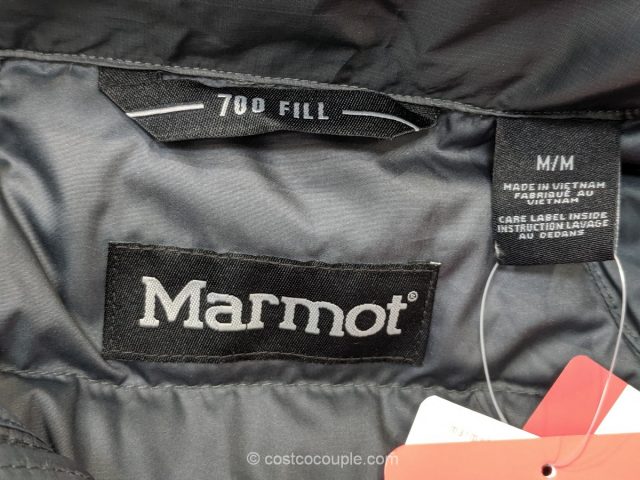 700 FILL
M/M
MADE IN VIETNAM
FABRIQUÉ AU
VIETNAM
CARE LABEL INSIDE
INSTRUCTION LAVAGE
AU DEDANS
Marmot®
© costcocouple.com